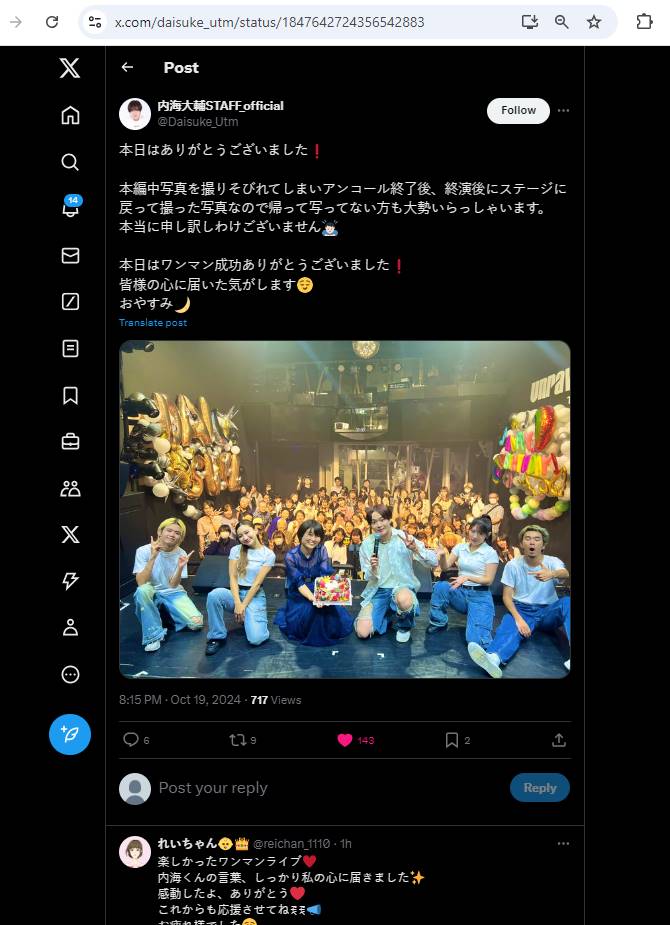 x.com/daisuke_utm/status/1847642724356542883
Post
内海大輔STAFF_official
@Daisuke_Utm
Follow
本日はありがとうございました❗
本編中写真を撮りそびれてしまいアンコール終了後、終演後にステージに
戻って撮った写真なので帰って写ってない方も大勢いらっしゃいます。
本当に申し訳しわけございません🙇🏻‍♂️
本日はワンマン成功ありがとうございました❗
皆様の心に届いた気がします😌
おやすみ🌙
Translate post
8:15 PM · Oct 19, 2024 · 717 Views
6
9
143
2
14
Post your reply
Reply
れいちゃん🌝👑 @reichan_1110 · 1h
楽しかったワンマンライブ♥️
内海くんの言葉、しっかり私の心に届きました✨
感動したよ、ありがとう❤️
これからも応援させてね📣